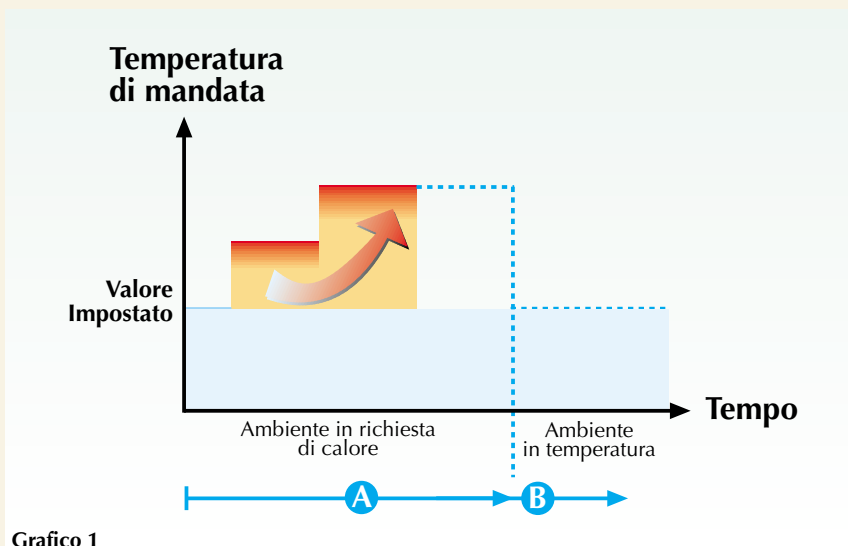 Temperatura
di mandata
Valore
Impostato
Tempo
Ambiente in richiesta
di calore
Ambiente
in temperatura
A
B
Grafico 1